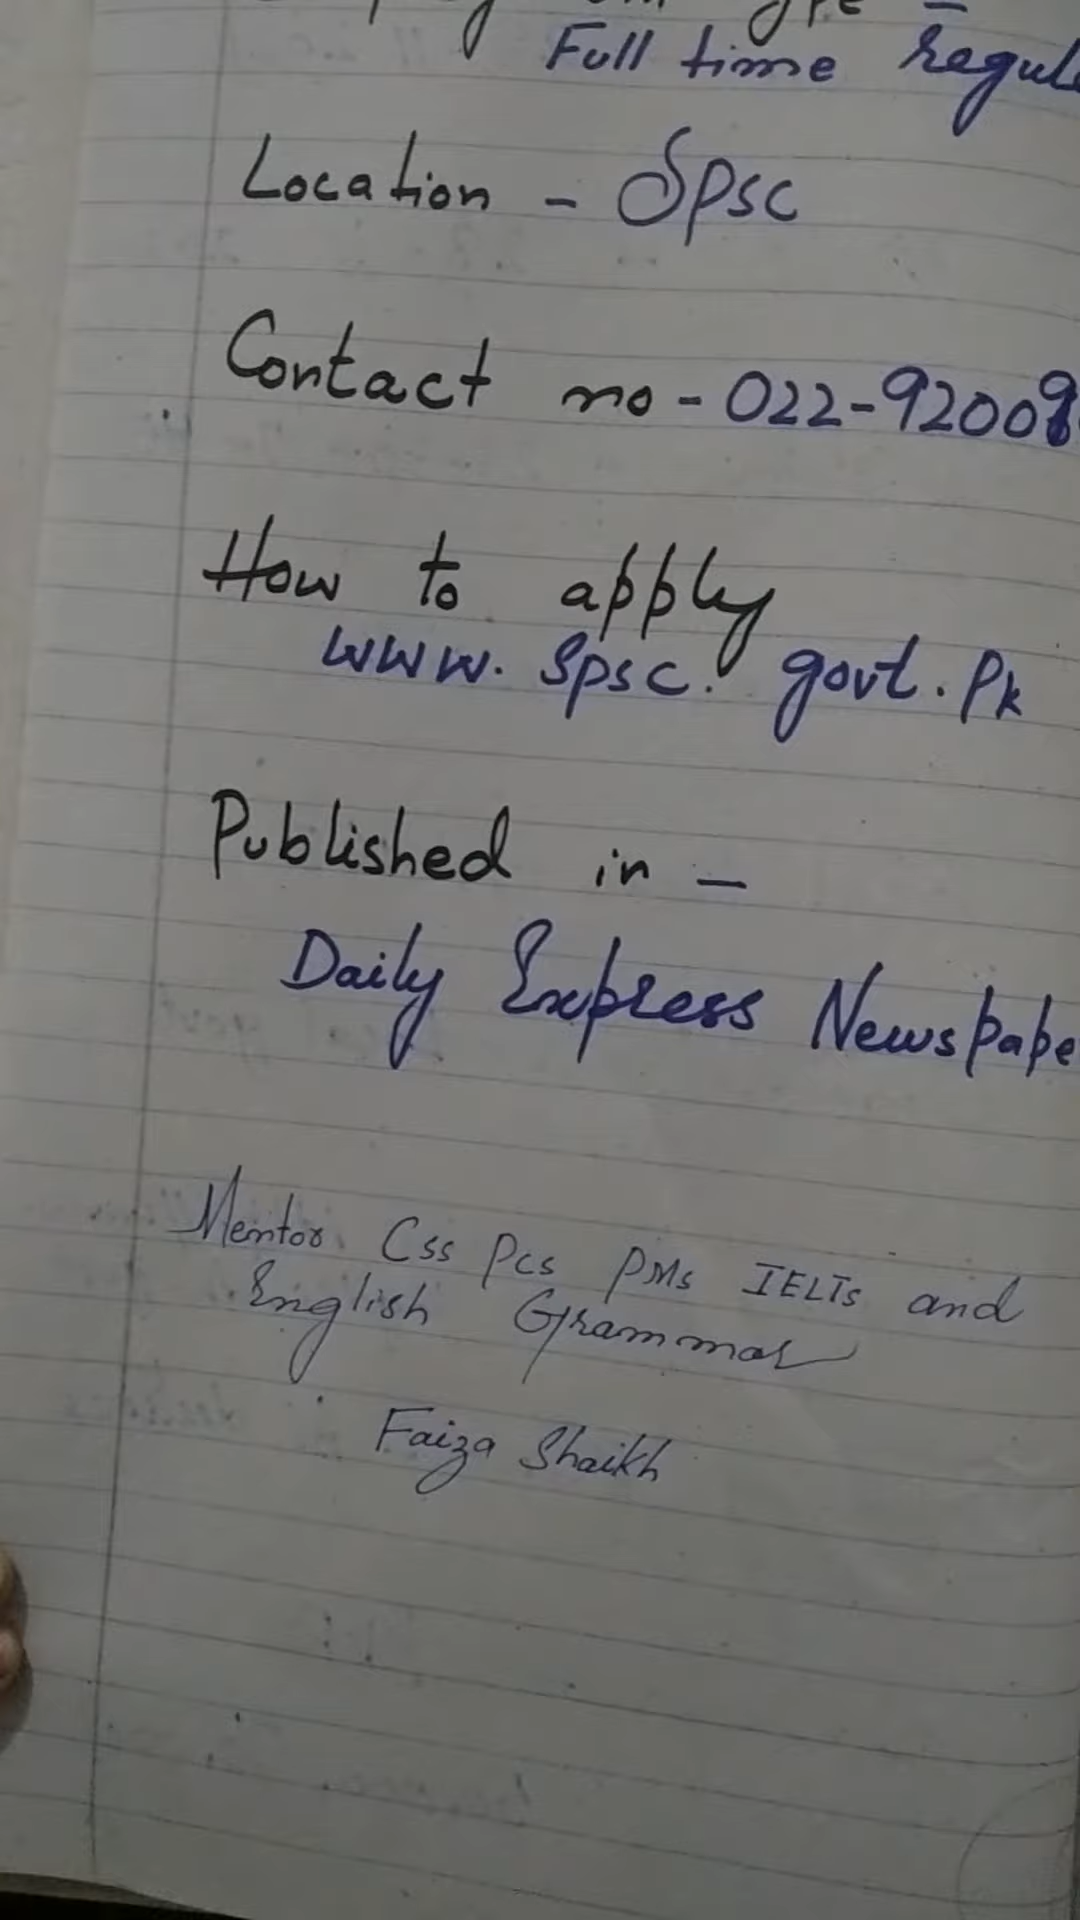 Full time regul
Location - Spsc
Contact no - 022-92009
How to apply
www.spsc.govt.Pk
Published in -
Daily Express Newspape
Mentor Css Pcs PMs IELTs and
English Grammar
Faiza Shaikh